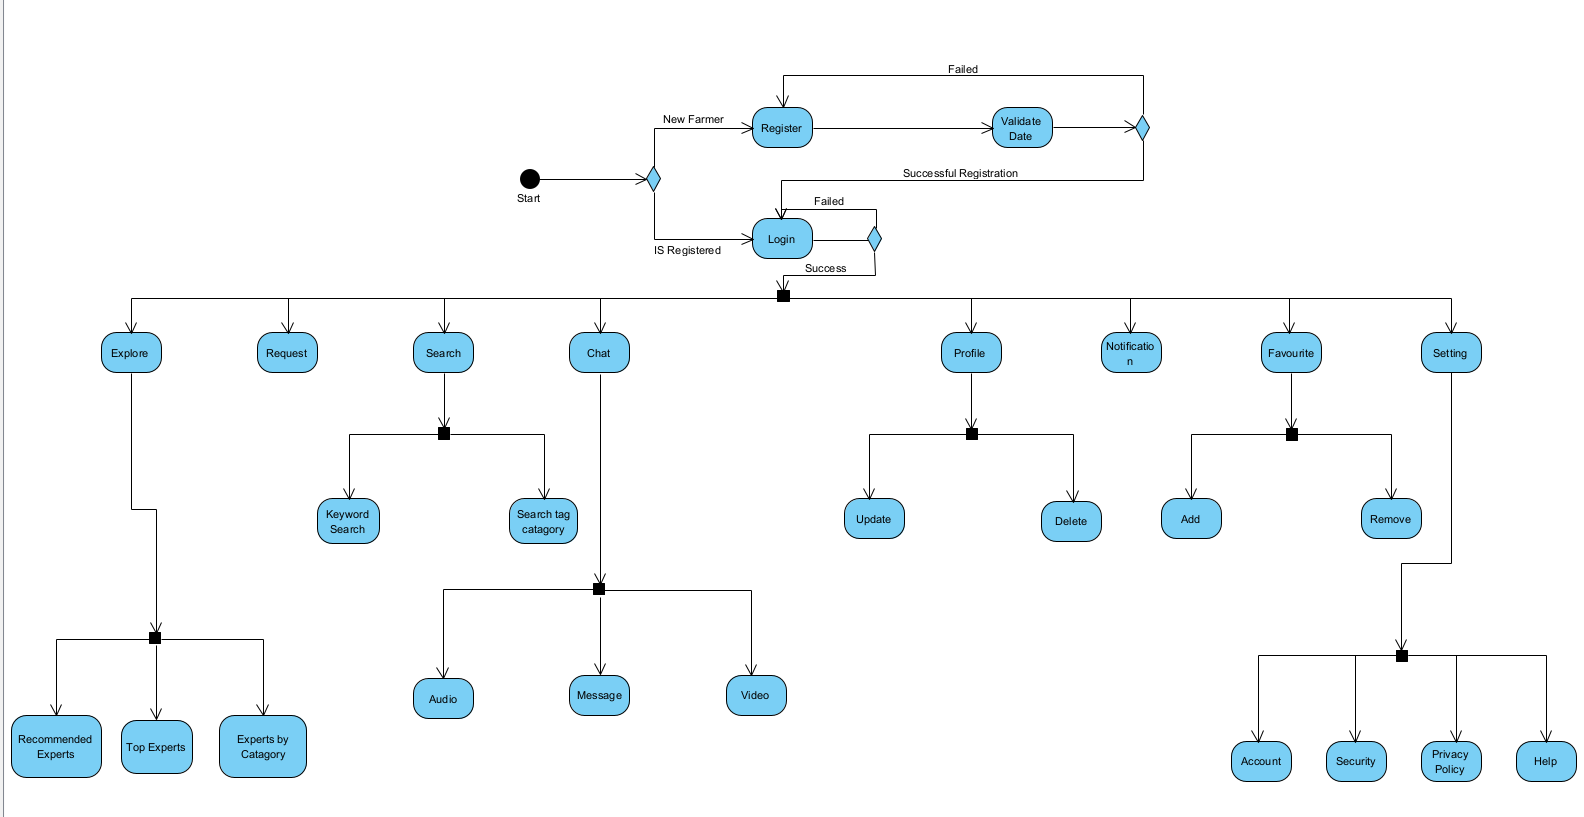 Failed
New Farmer
Register
Validate
Date
Start
Successful Registration
Failed
IS Registered
Login
Success
Explore
Request
Search
Chat
Profile
Notificatio
n
Favourite
Setting
Keyword
Search
Search tag
catagory
Update
Delete
Add
Remove
Audio
Message
Video
Recommended
Experts
Top Experts
Experts by
Catagory
Account
Security
Privacy
Policy
Help